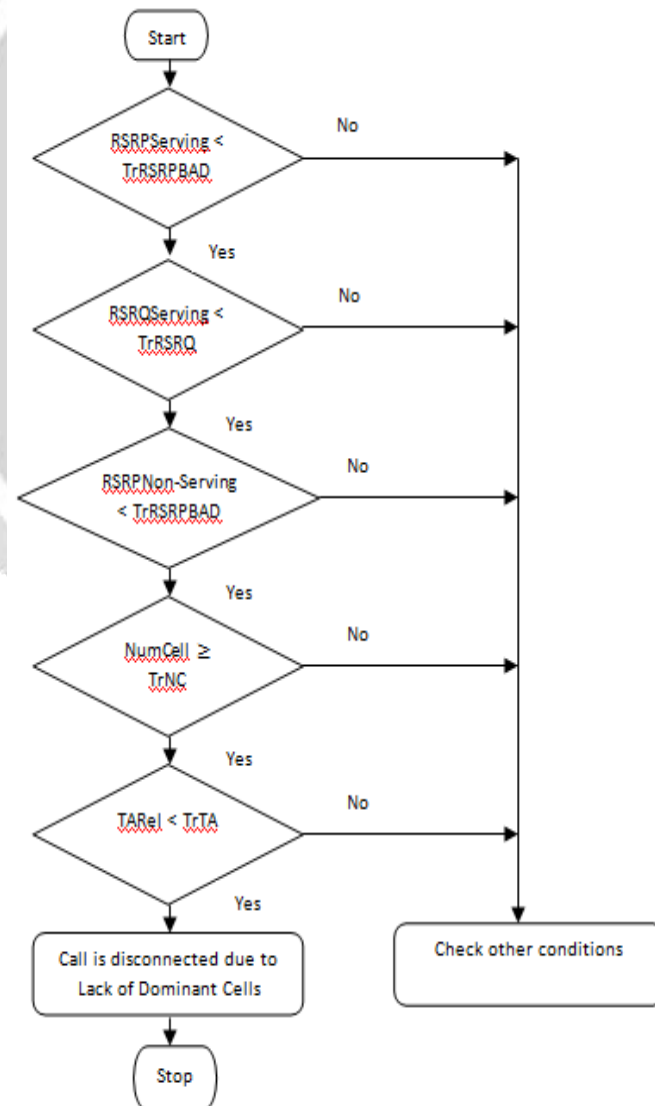 Start
RSRPServing <
TrRSRPBAD
No
Yes
RSRQServing <
TrRSRQ
No
Yes
RSRPNon-Serving
< TrRSRPBAD
No
Yes
NumCell ≥
TrNC
No
Yes
TARel < TrTA
No
Yes
Call is disconnected due to
Lack of Dominant Cells
Check other conditions
Stop